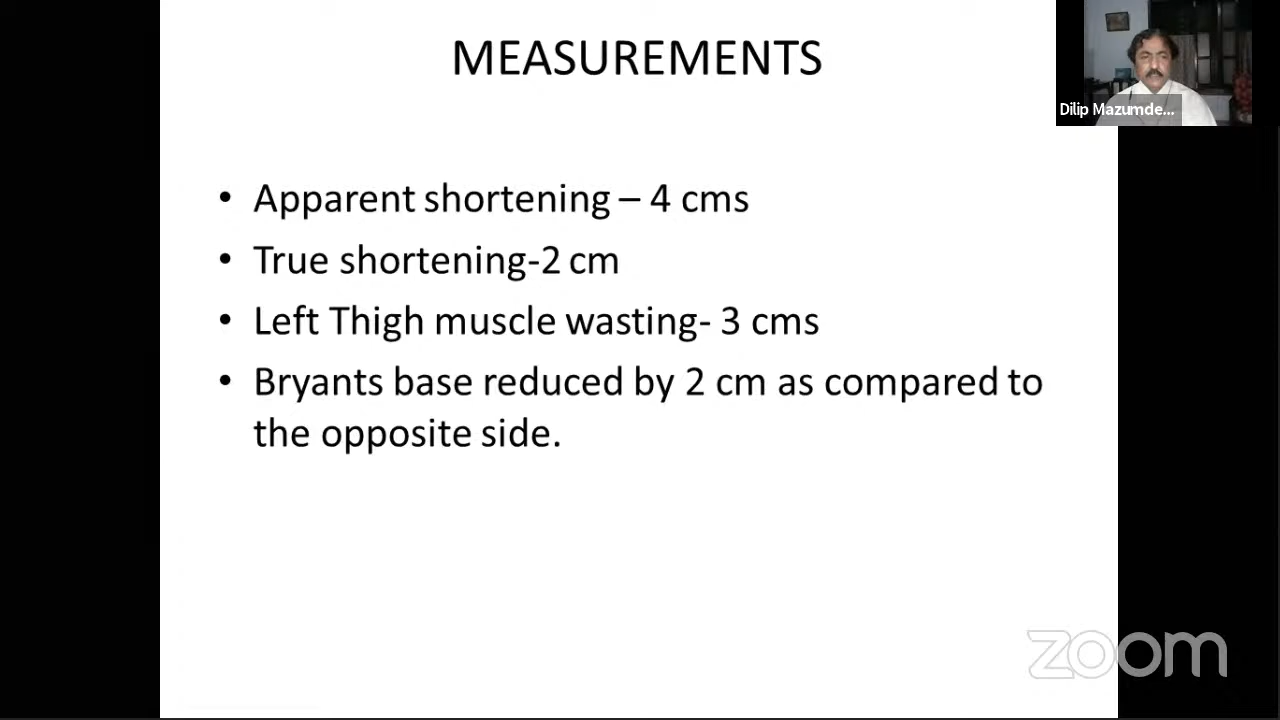 MEASUREMENTS
Dilip Mazumde...
• Apparent shortening – 4 cms
• True shortening-2 cm
• Left Thigh muscle wasting- 3 cms
• Bryants base reduced by 2 cm as compared to
the opposite side.
zoom